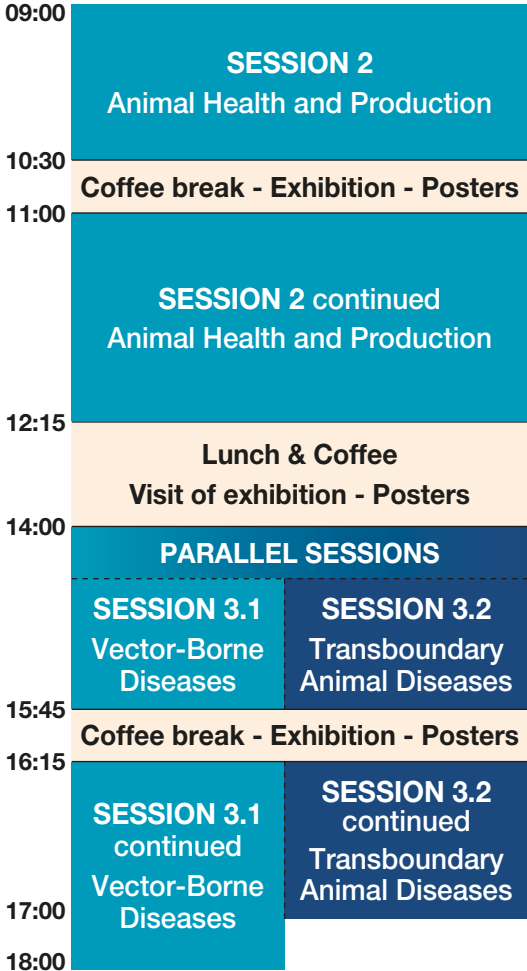 09:00
SESSION 2
Animal Health and Production
10:30
Coffee break - Exhibition - Posters
11:00
SESSION 2 continued
Animal Health and Production
12:15
Lunch & Coffee
Visit of exhibition - Posters
14:00
PARALLEL SESSIONS
SESSION 3.1
Vector-Borne
Diseases
SESSION 3.2
Transboundary
Animal Diseases
15:45
Coffee break - Exhibition - Posters
16:15
SESSION 3.1
continued
Vector-Borne
Diseases
SESSION 3.2
continued
Transboundary
Animal Diseases
17:00
18:00